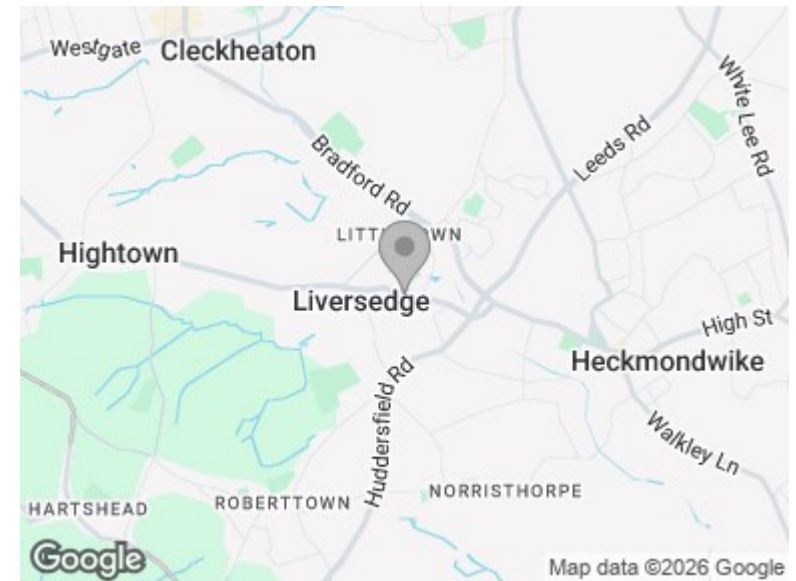 Westgate
Cleckheaton
White Lee Rd
Leeds Rd
Bradford Rd
Hightown
Liversedge
High St
Heckmondwike
Huddersfield Rd
Walkley Ln
NORRISTHORPE
ROBERTTOWN
HARTSHEAD
Google
Map data ©2026 Google